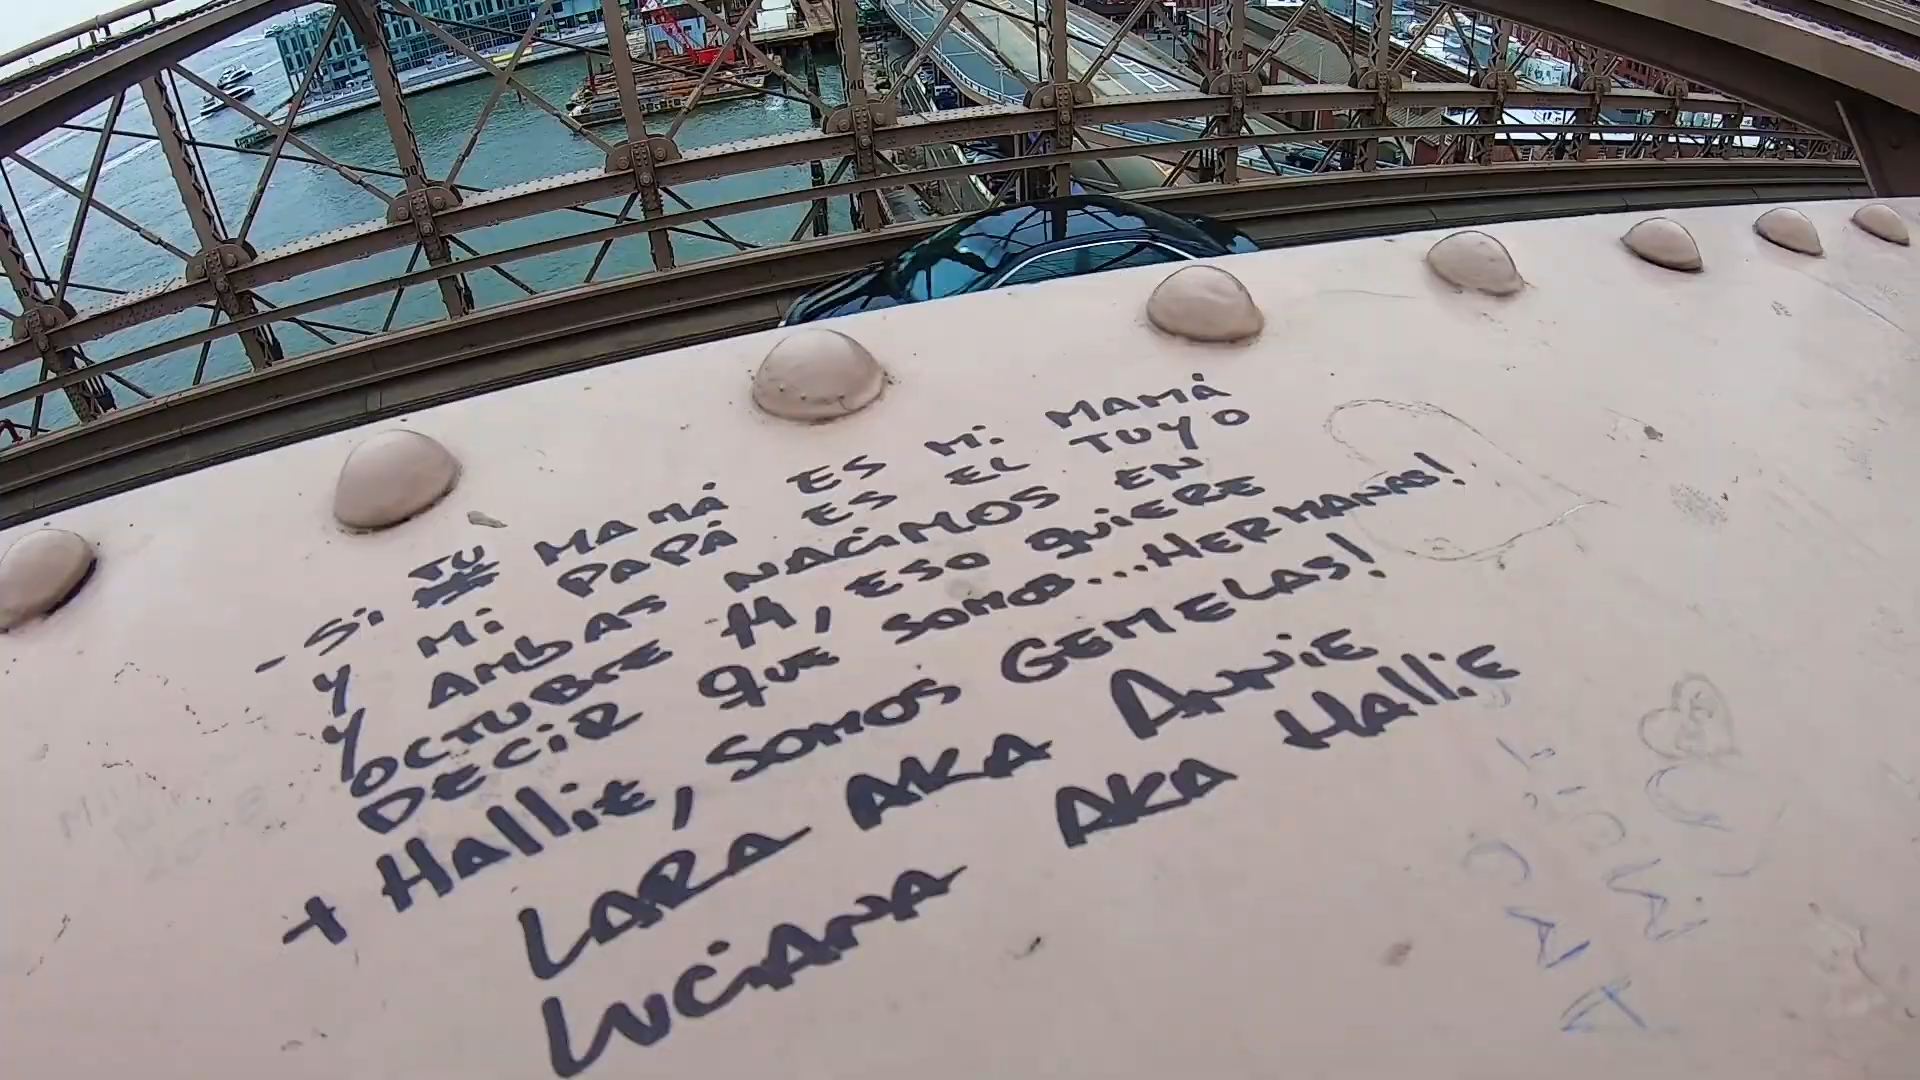 - Si TU MAMÁ ES Mi MAMÁ
Y Mi PAPÁ ES EL TUYO
Y AMBAS NACIMOS EN
OCTUBRE 11, ESO QUIERE
DECIR QUE SOMOS...HERMANAS!
+ Hallie, SOMOS GEMELAS!
LARA AKA Annie
LUCIANA AKA Hallie